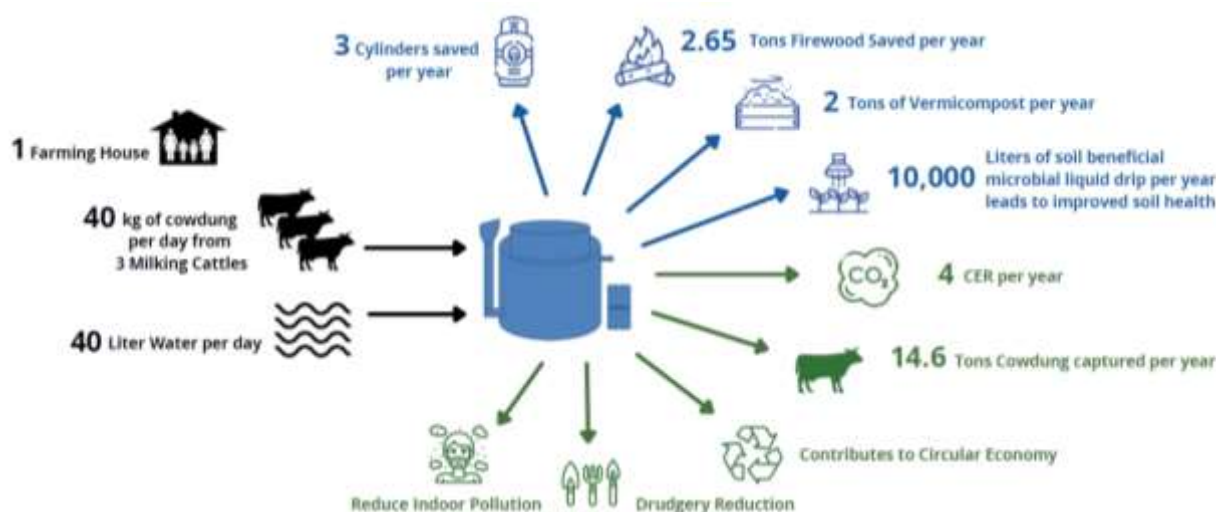 3 Cylinders saved
per year
2.65 Tons Firewood Saved per year
2 Tons of Vermicompost per year
1 Farming House
10,000 Liters of soil beneficial
microbial liquid drip per year
leads to improved soil health
40 kg of cowdung
per day from
3 Milking Cattles
CO₂
4 CER per year
40 Liter Water per day
14.6 Tons Cowdung captured per year
Contributes to Circular Economy
Reduce Indoor Pollution
Drudgery Reduction